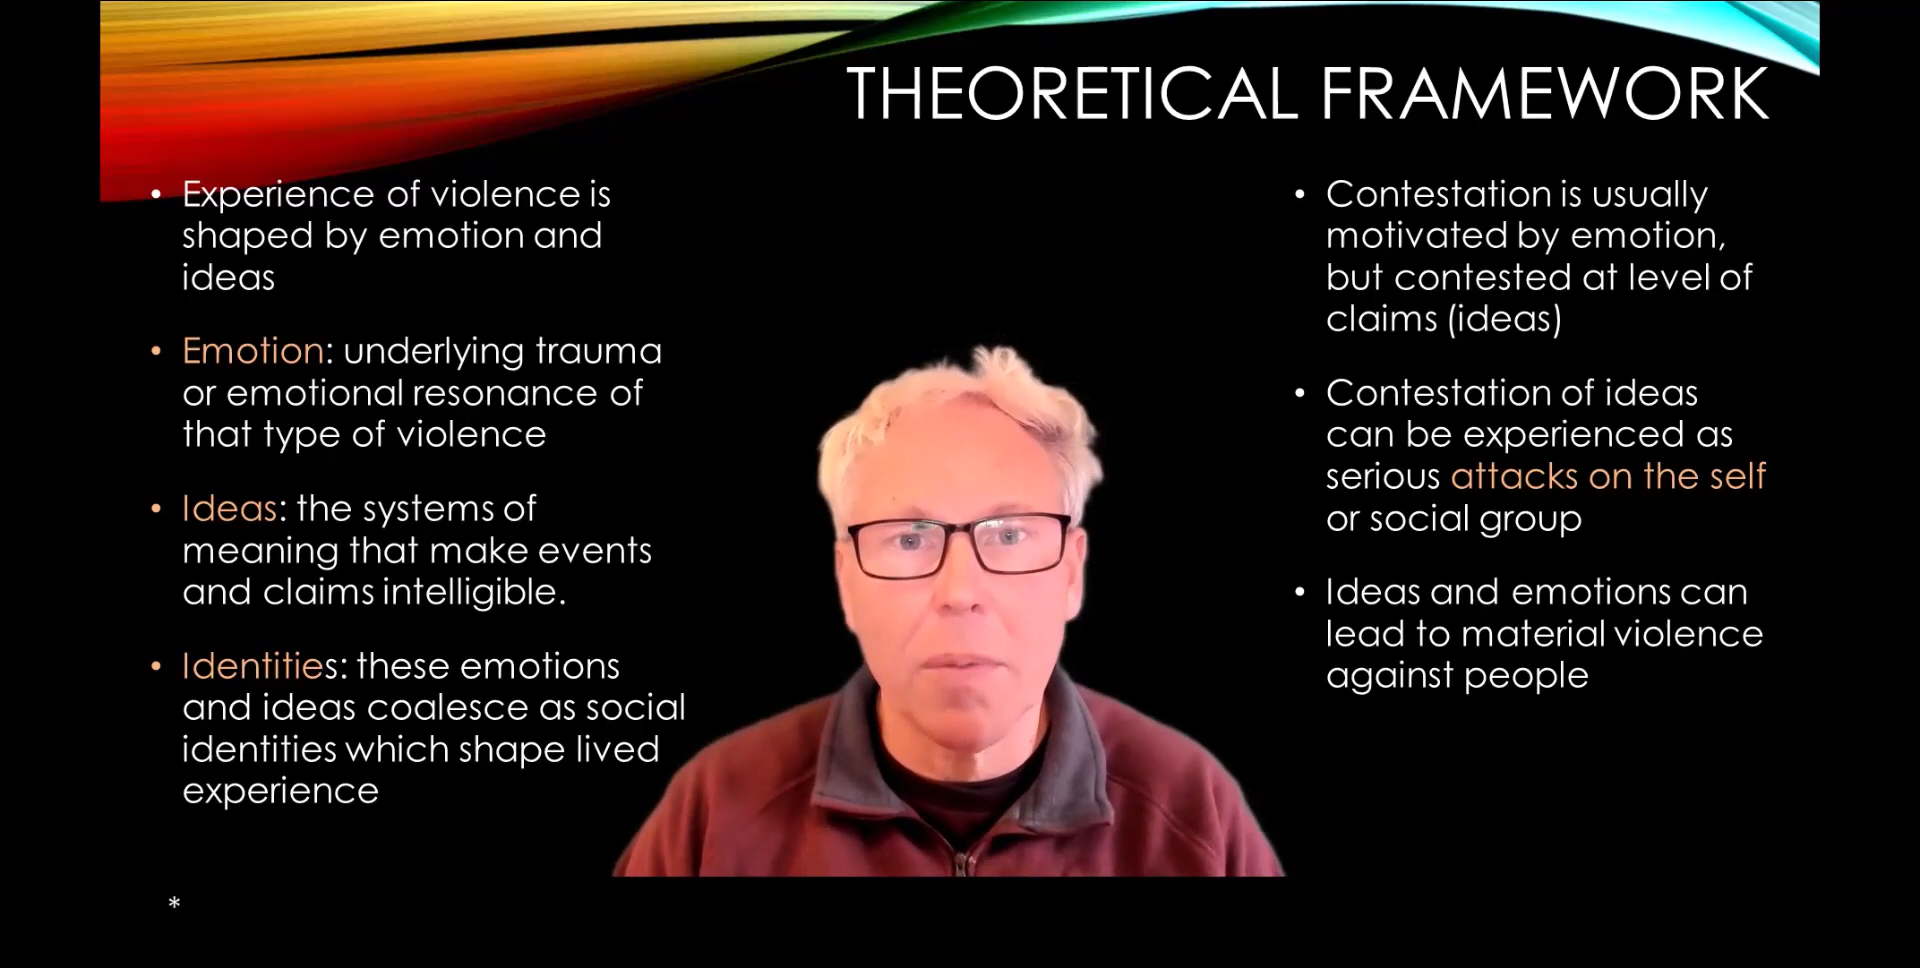 THEORETICAL FRAMEWORK
• Experience of violence is
shaped by emotion and
ideas
• Emotion: underlying trauma
or emotional resonance of
that type of violence
• Ideas: the systems of
meaning that make events
and claims intelligible.
• Identities: these emotions
and ideas coalesce as social
identities which shape lived
experience
• Contestation is usually
motivated by emotion,
but contested at level of
claims (ideas)
• Contestation of ideas
can be experienced as
serious attacks on the self
or social group
• Ideas and emotions can
lead to material violence
against people
*